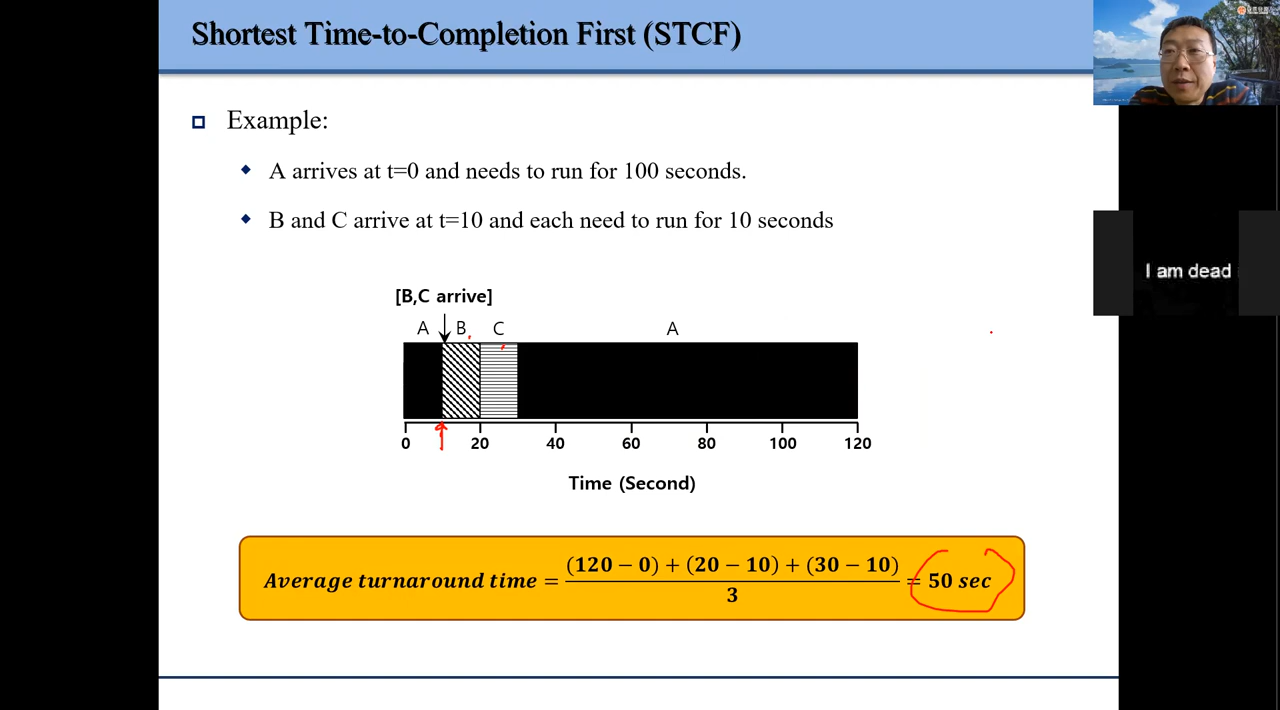 Shortest Time-to-Completion First (STCF)
Example:
A arrives at t=0 and needs to run for 100 seconds.
B and C arrive at t=10 and each need to run for 10 seconds
I am dead
[B,C arrive]
A B C A
0 20 40 60 80 100 120
Time (Second)
Average turnaround time = (120 − 0) + (20 − 10) + (30 − 10) / 3 = 50 sec